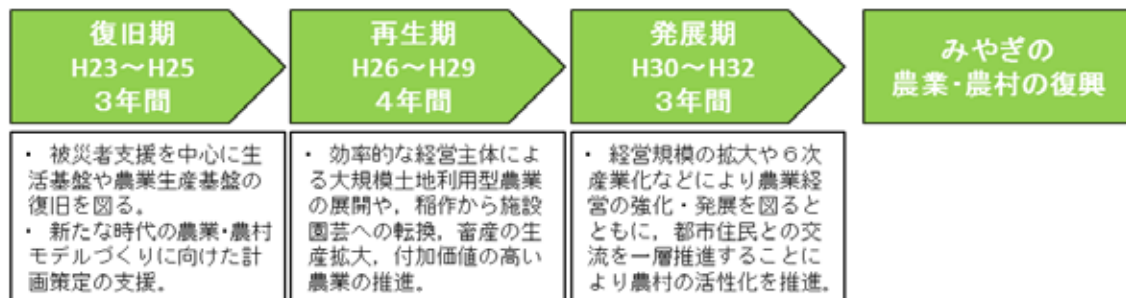 復旧期
H23～H25
３年間
再生期
H26～H29
４年間
発展期
H30～H32
３年間
みやぎの
農業・農村の復興
・ 被災者支援を中心に生
活基盤や農業生産基盤の
復旧を図る。
・ 新たな時代の農業・農村
モデルづくりに向けた計
画策定の支援。
・ 効率的な経営主体によ
る大規模土地利用型農業
の展開や，稲作から施設
園芸への転換，畜産の生
産拡大，付加価値の高い
農業の推進。
・ 経営規模の拡大や６次
産業化などにより農業経
営の強化・発展を図ると
ともに，都市住民との交
流を一層推進することに
より農村の活性化を推進。